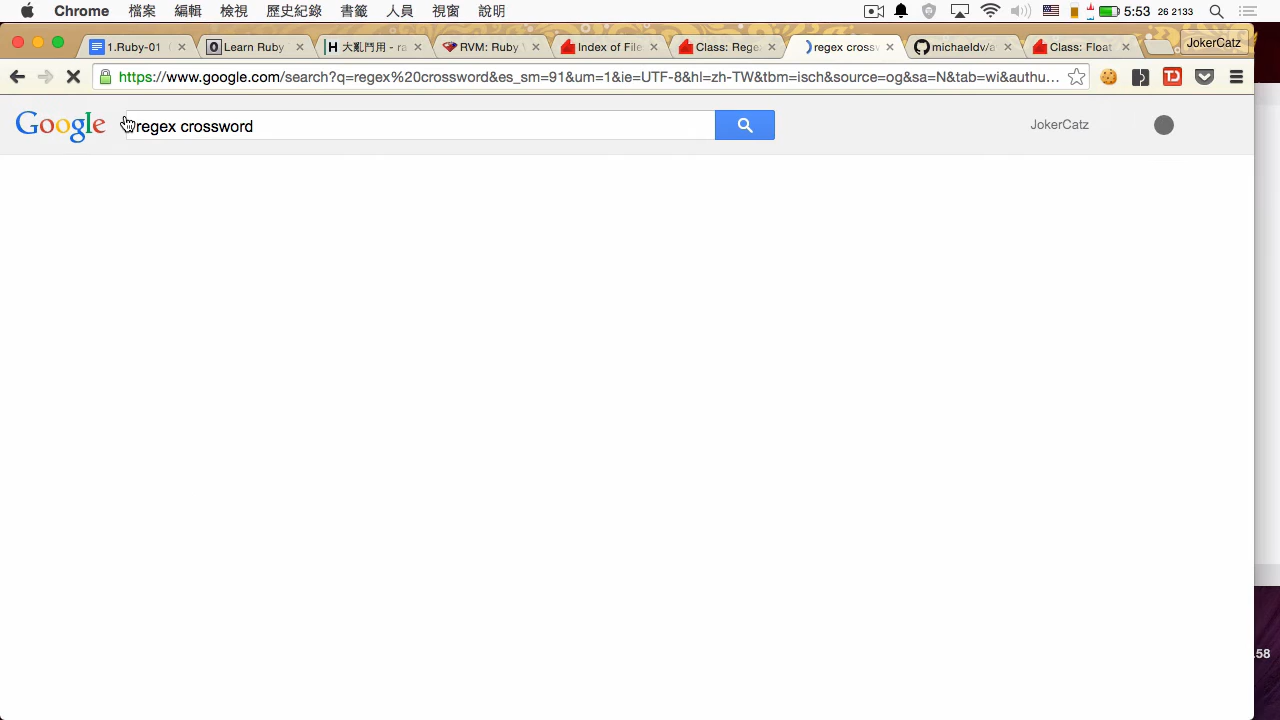 Chrome 檔案 編輯 檢視 歷史紀錄 書籤 人員 視窗 說明 5:53 26 2133
1.Ruby-01 Learn Ruby 大亂鬥用 - ra RVM: Ruby V Index of File Class: Rege regex cross michaeldv/a Class: Float JokerCatz
https://www.google.com/search?q=regex%20crossword&es_sm=91&um=1&ie=UTF-8&hl=zh-TW&tbm=isch&source=og&sa=N&tab=wi&authu...
Google regex crossword JokerCatz
.58